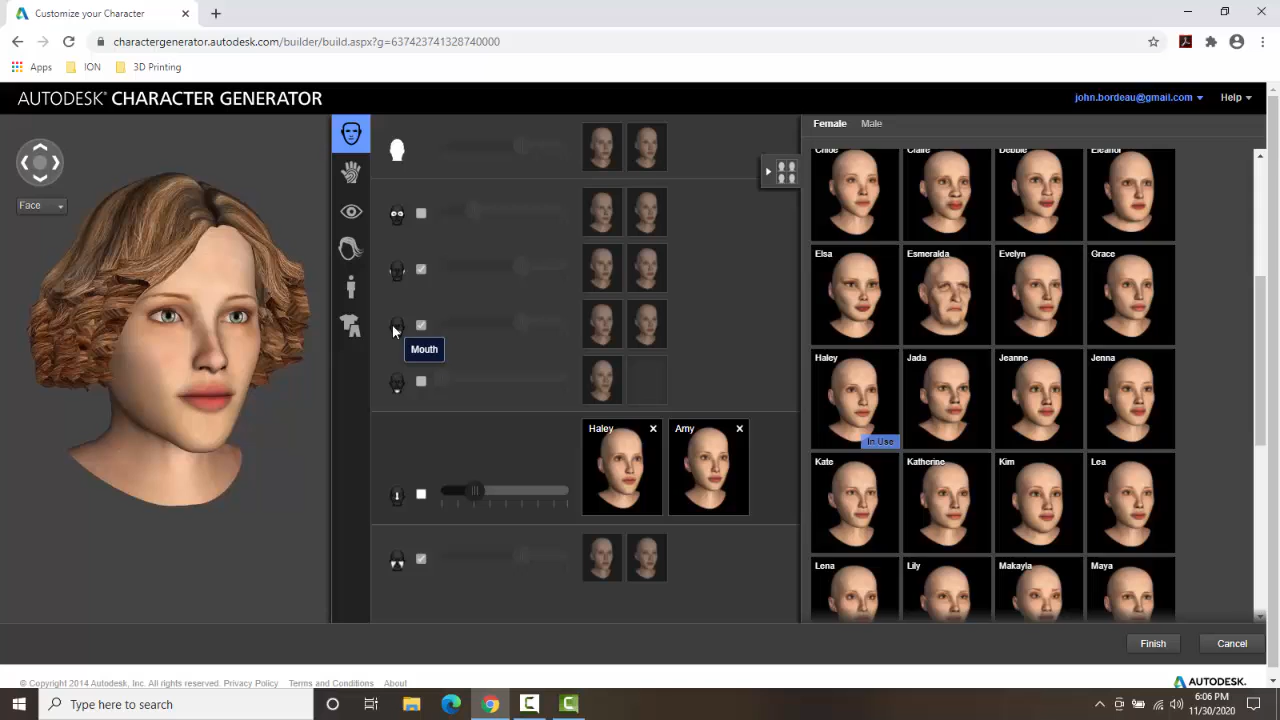 Customize your Character
charactergenerator.autodesk.com/builder/build.aspx?g=637423741328740000
Apps
ION
3D Printing
AUTODESK® CHARACTER GENERATOR
john.bordeau@gmail.com
Help
Female
Male
Face
Chloe
Claire
Debbie
Eleanor
Elsa
Esmeralda
Evelyn
Grace
Mouth
Haley
Jada
Jeanne
Jenna
In Use
Haley
Amy
Kate
Katherine
Kim
Lea
Lena
Lily
Makayla
Maya
Finish
Cancel
© Copyright 2014 Autodesk, Inc. All rights reserved. Privacy Policy
Terms and Conditions
About
AUTODESK.
Type here to search
6:06 PM
11/30/2020